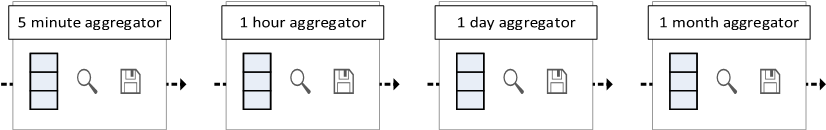 5 minute aggregator
1 hour aggregator
1 day aggregator
1 month aggregator